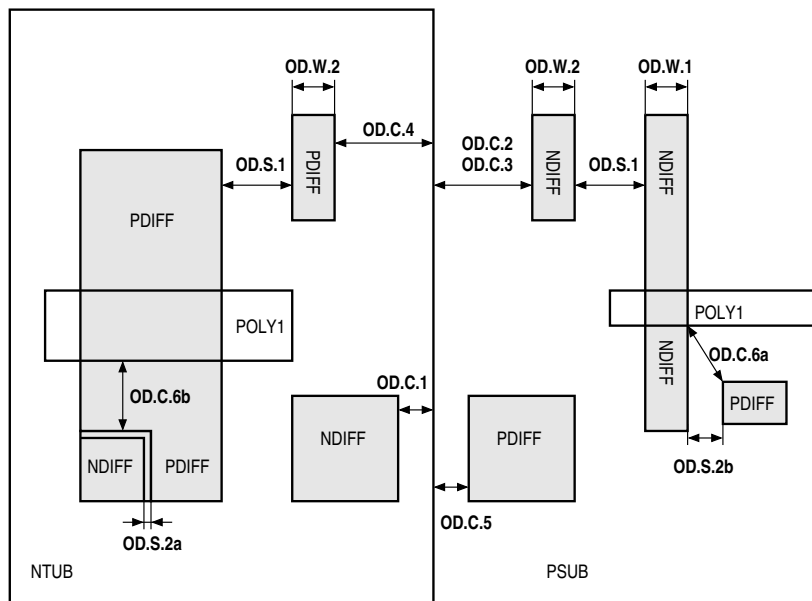 OD.W.2
OD.W.2
OD.W.1
OD.C.4
OD.C.2
OD.C.3
OD.S.1
OD.S.1
PDIFF
NDIFF
NDIFF
PDIFF
POLY1
POLY1
OD.C.6a
OD.C.1
OD.C.6b
NDIFF
PDIFF
NDIFF
PDIFF
NDIFF
PDIFF
OD.S.2b
OD.C.5
OD.S.2a
NTUB
PSUB